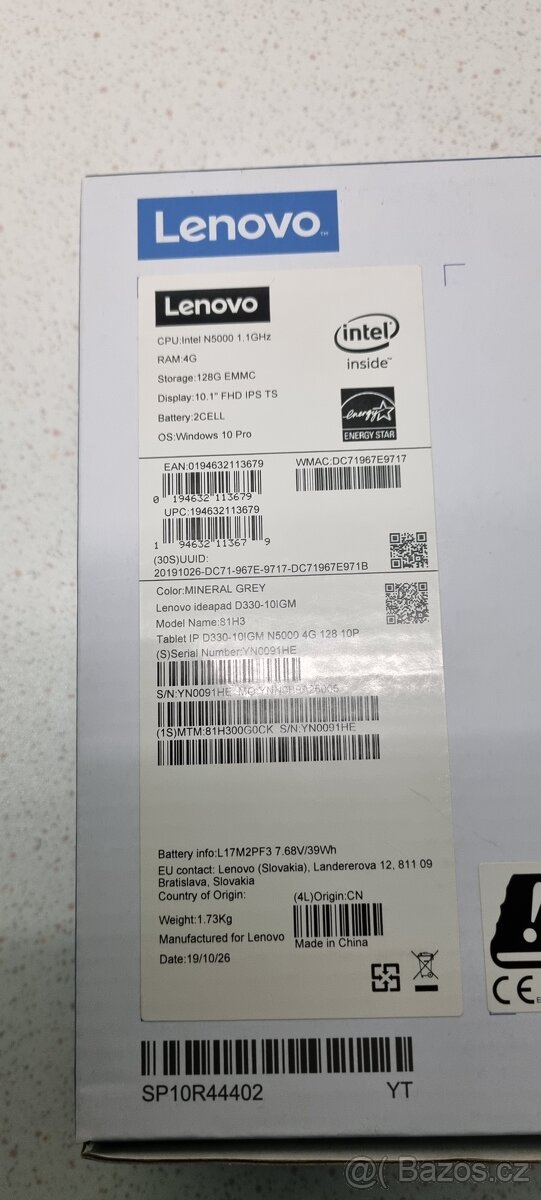 Lenovo
Lenovo
CPU:Intel N5000 1.1GHz
RAM:4G
Storage:128G EMMC
Display:10.1" FHD IPS TS
Battery:2CELL
OS:Windows 10 Pro
intel
inside™
energy
ENERGY STAR
EAN:0194632113679
WMAC:DC71967E9717
0 194632 113679
UPC:194632113679
1 94632 11367 9
(30S)UUID:
20191026-DC71-967E-9717-DC71967E971B
Color:MINERAL GREY
Lenovo ideapad D330-10IGM
Model Name:81H3
Tablet IP D330-10IGM N5000 4G 128 10P
(S)Serial Number:YN0091HE
S/N:YN0091HE
(1S)MTM:81H300G0CK S/N:YN0091HE
Battery info:L17M2PF3 7.68V/39Wh
EU contact: Lenovo (Slovakia), Landererova 12, 811 09
Bratislava, Slovakia
Country of Origin:
(4L)Origin:CN
Weight:1.73Kg
Manufactured for Lenovo
Made in China
Date:19/10/26
!
CE
SP10R44402
YT
@( Bazos.cz